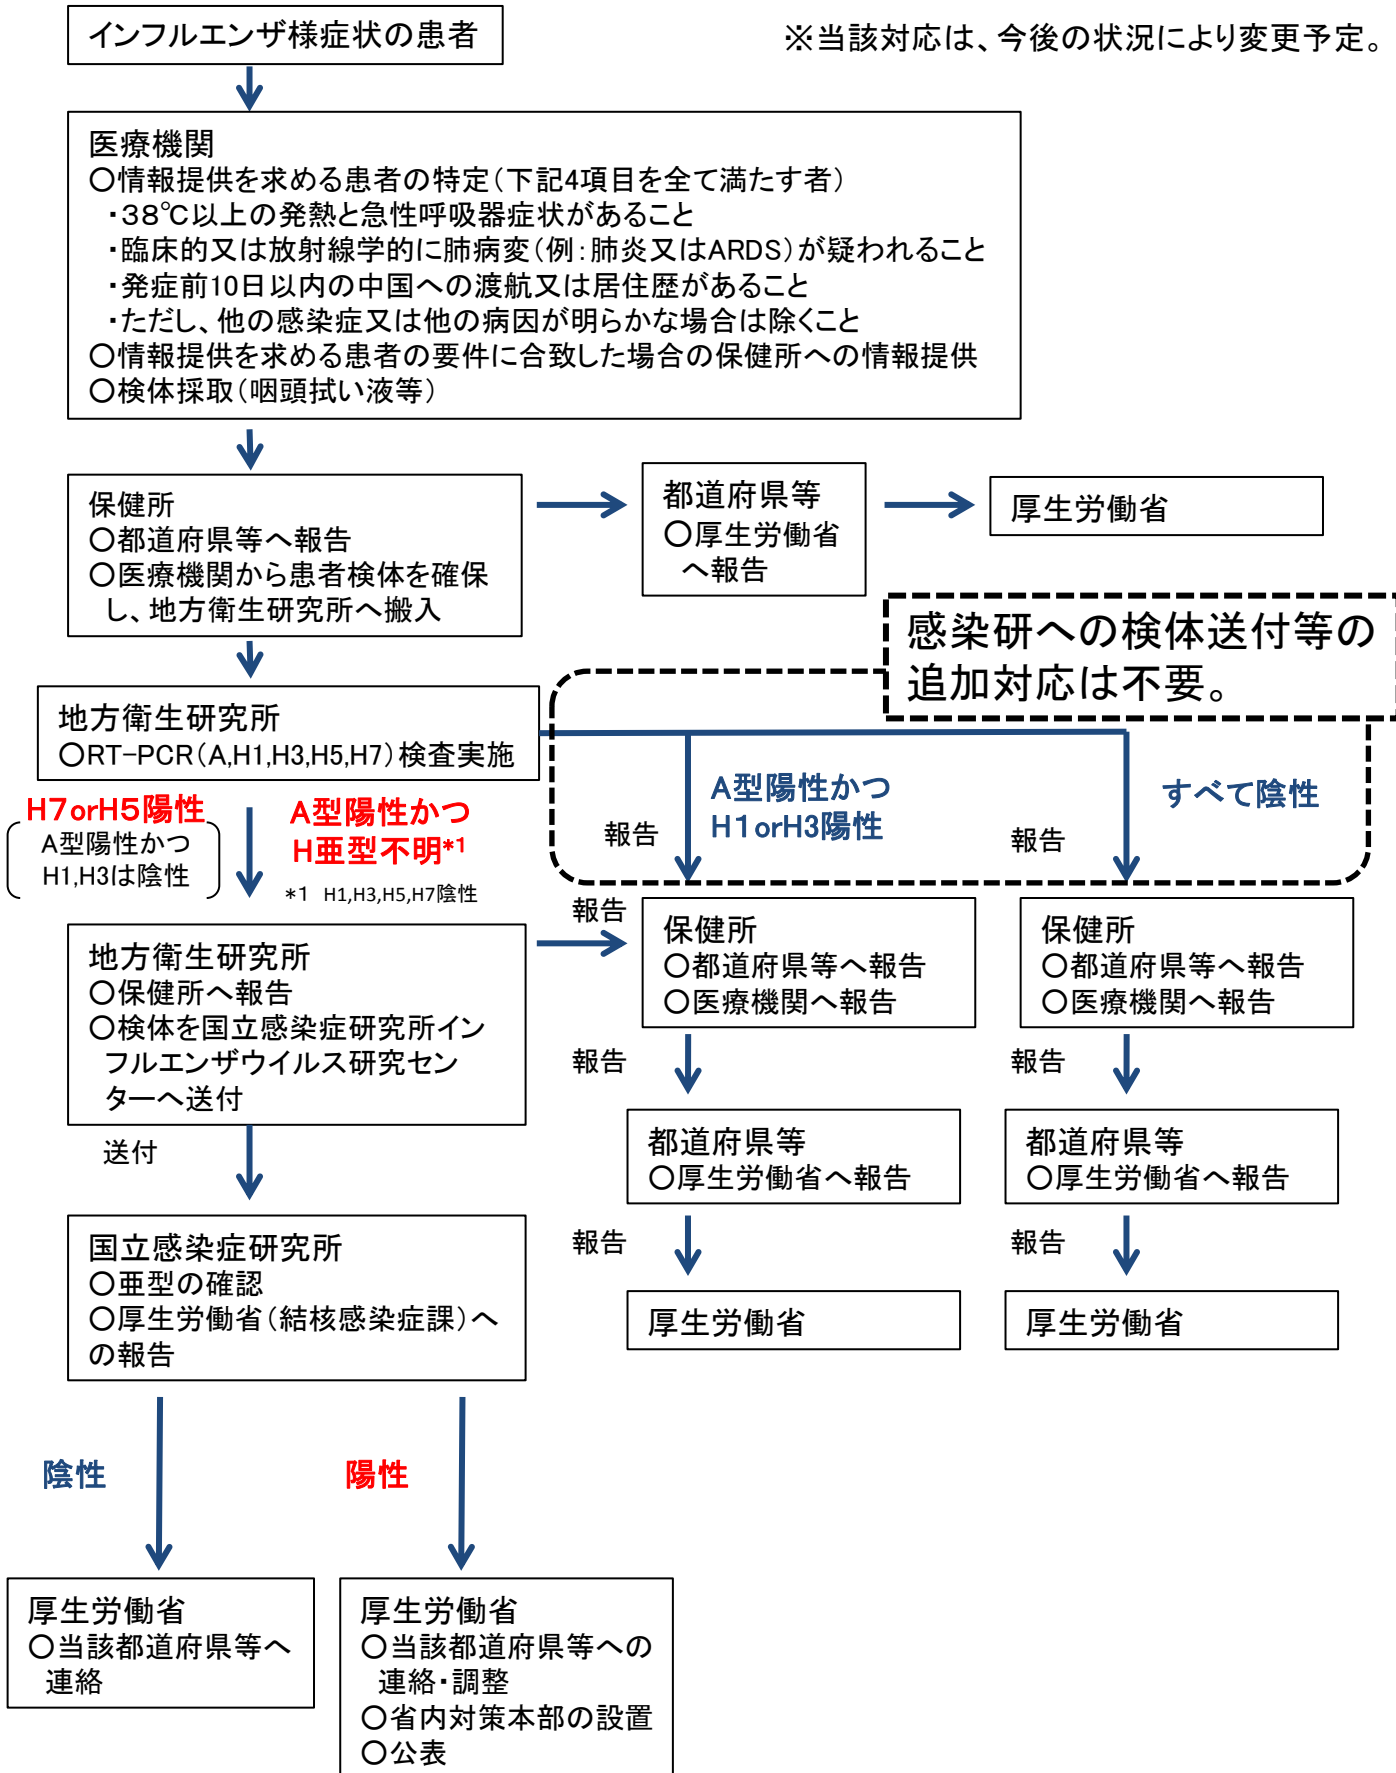 インフルエンザ様症状の患者
※当該対応は、今後の状況により変更予定。
医療機関
○情報提供を求める患者の特定(下記4項目を全て満たす者)
・38℃以上の発熱と急性呼吸器症状があること
・臨床的又は放射線学的に肺病変(例:肺炎又はARDS)が疑われること
・発症前10日以内の中国への渡航又は居住歴があること
・ただし、他の感染症又は他の病因が明らかな場合は除くこと
○情報提供を求める患者の要件に合致した場合の保健所への情報提供
○検体採取(咽頭拭い液等)
保健所
○都道府県等へ報告
○医療機関から患者検体を確保
し、地方衛生研究所へ搬入
都道府県等
○厚生労働省
へ報告
厚生労働省
感染研への検体送付等の
追加対応は不要。
地方衛生研究所
○RT-PCR(A,H1,H3,H5,H7)検査実施
H7orH5陽性
A型陽性かつ
H1,H3は陰性
A型陽性かつ
H亜型不明*1
*1 H1,H3,H5,H7陰性
報告
A型陽性かつ
H1orH3陽性
報告
すべて陰性
地方衛生研究所
○保健所へ報告
○検体を国立感染症研究所イン
フルエンザウイルス研究セン
ターへ送付
報告
保健所
○都道府県等へ報告
○医療機関へ報告
保健所
○都道府県等へ報告
○医療機関へ報告
報告
報告
都道府県等
○厚生労働省へ報告
都道府県等
○厚生労働省へ報告
送付
報告
報告
厚生労働省
厚生労働省
国立感染症研究所
○亜型の確認
○厚生労働省(結核感染症課)へ
の報告
陰性
陽性
厚生労働省
○当該都道府県等へ
連絡
厚生労働省
○当該都道府県等への
連絡・調整
○省内対策本部の設置
○公表